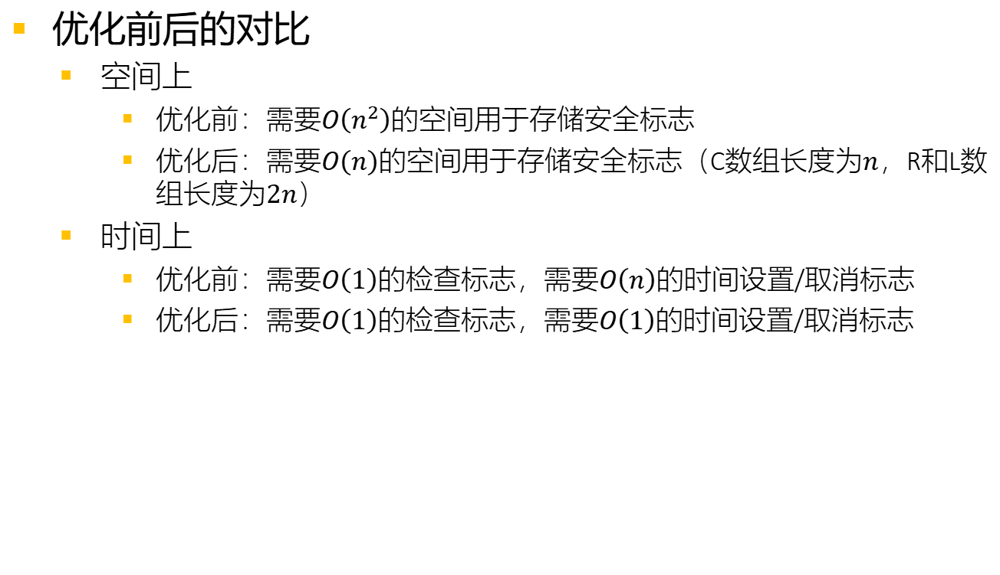 优化前后的对比
空间上
优化前：需要O(n²)的空间用于存储安全标志
优化后：需要O(n)的空间用于存储安全标志（C数组长度为n，R和L数
组长度为2n）
时间上
优化前：需要O(1)的检查标志，需要O(n)的时间设置/取消标志
优化后：需要O(1)的检查标志，需要O(1)的时间设置/取消标志